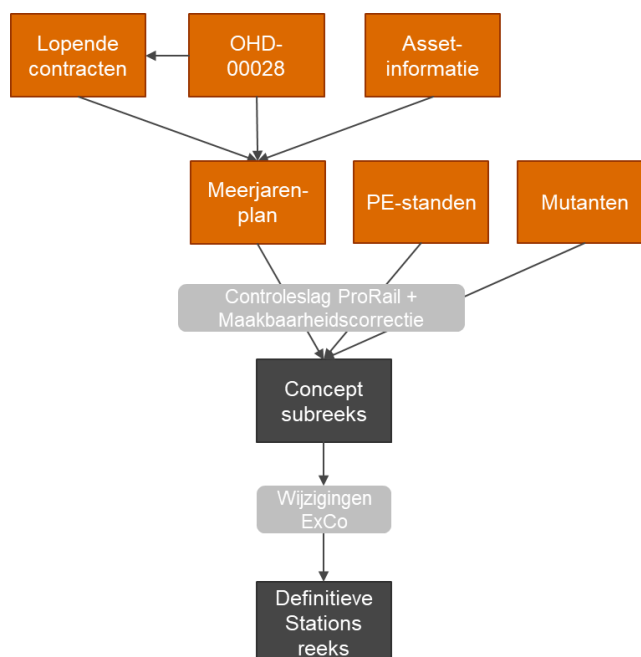 Lopende
contracten
OHD-
00028
Asset-
informatie
Meerjaren-
plan
PE-standen
Mutanten
Controleslag ProRail +
Maakbaarheidscorrectie
Concept
subreeks
Wijzigingen
ExCo
Definitieve
Stations
reeks